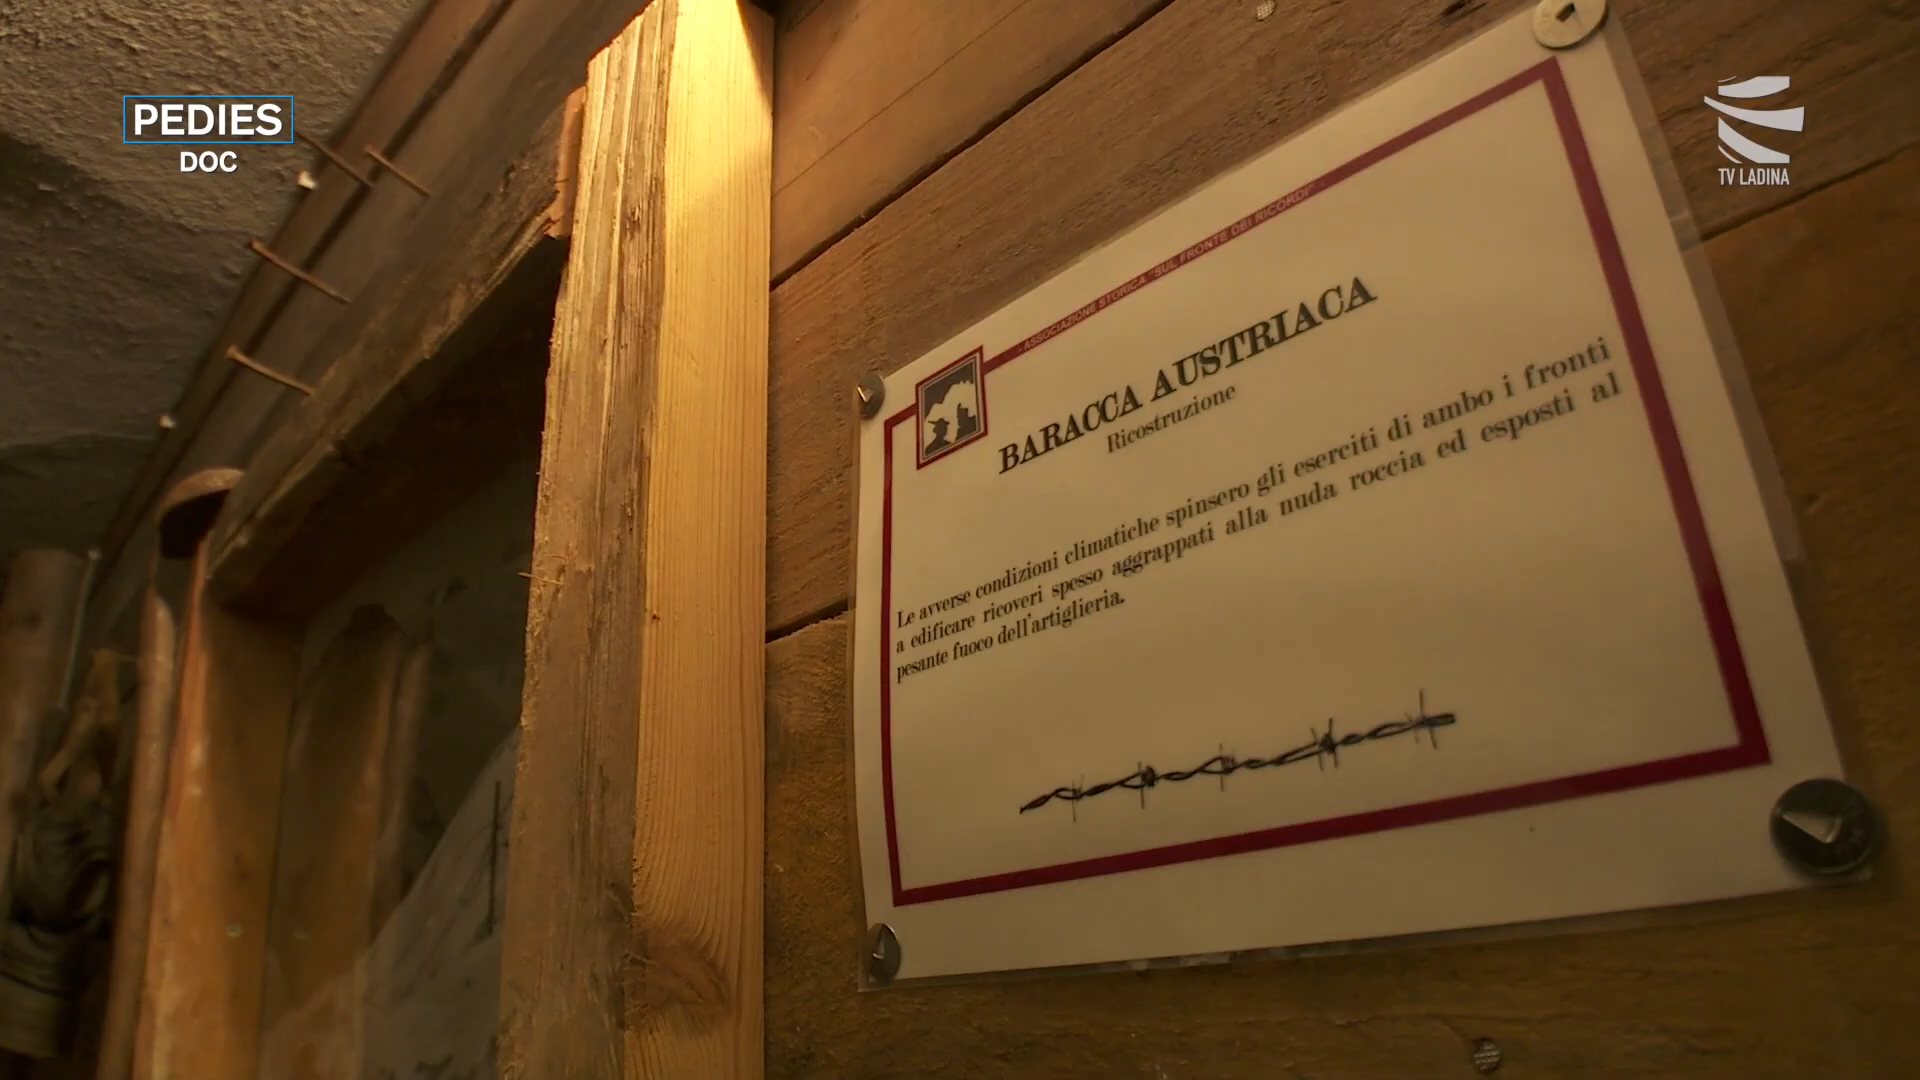 PEDIES
DOC
TV LADINA
- ASSOCIAZIONE STORICA "SUL FRONTE DEI RICORDI" -
BARACCA AUSTRIACA
Ricostruzione
Le avverse condizioni climatiche spinsero gli eserciti di ambo i fronti
a edificare ricoveri spesso aggrappati alla nuda roccia ed esposti al
pesante fuoco dell'artiglieria.